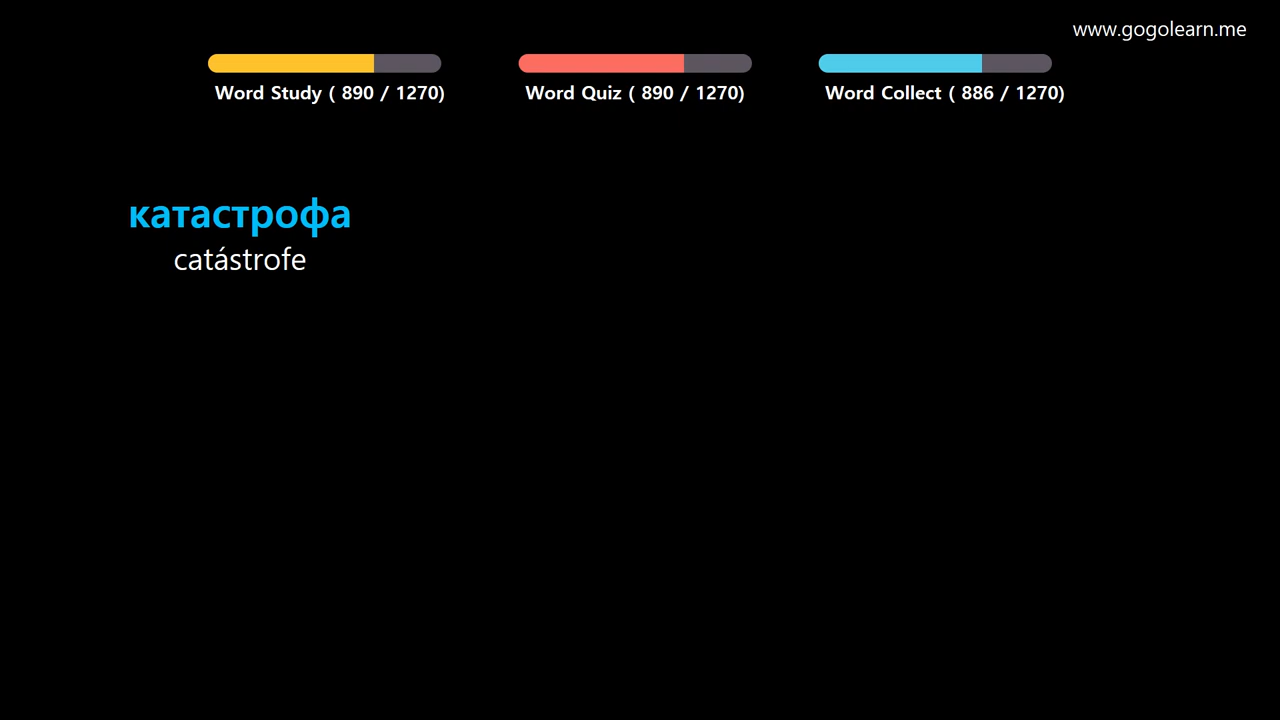 www.gogolearn.me
Word Study ( 890 / 1270)
Word Quiz ( 890 / 1270)
Word Collect ( 886 / 1270)
катастрофа
catástrofe